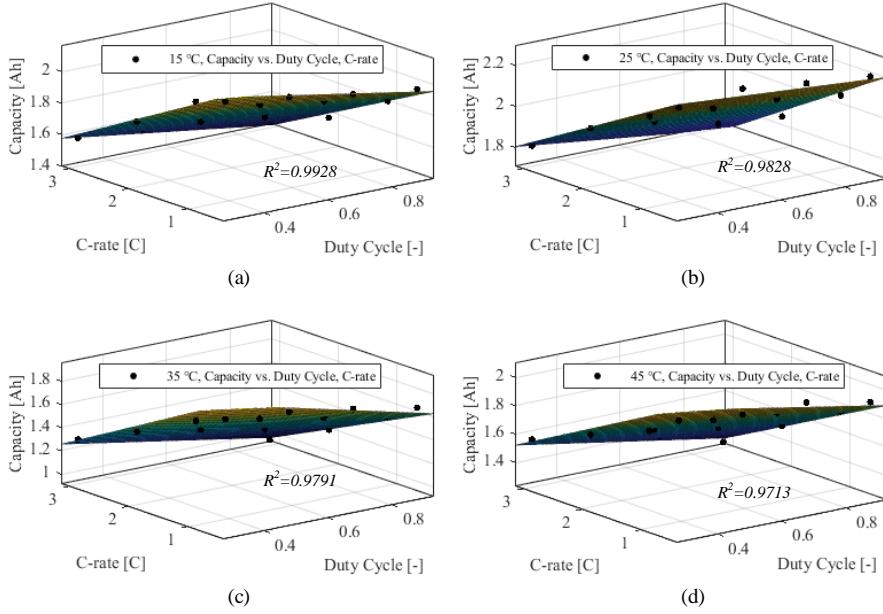 15 ℃, Capacity vs. Duty Cycle, C-rate
Capacity [Ah]
2
1.8
1.6
1.4
3
2
1
C-rate [C]
0.4
0.6
0.8
Duty Cycle [-]
R²=0.9928
(a)
25 ℃, Capacity vs. Duty Cycle, C-rate
Capacity [Ah]
2.2
2
1.8
3
2
1
C-rate [C]
0.4
0.6
0.8
Duty Cycle [-]
R²=0.9828
(b)
35 ℃, Capacity vs. Duty Cycle, C-rate
Capacity [Ah]
1.8
1.6
1.4
1.2
1
3
2
1
C-rate [C]
0.4
0.6
0.8
Duty Cycle [-]
R²=0.9791
(c)
45 ℃, Capacity vs. Duty Cycle, C-rate
Capacity [Ah]
2
1.8
1.6
1.4
3
2
1
C-rate [C]
0.4
0.6
0.8
Duty Cycle [-]
R²=0.9713
(d)